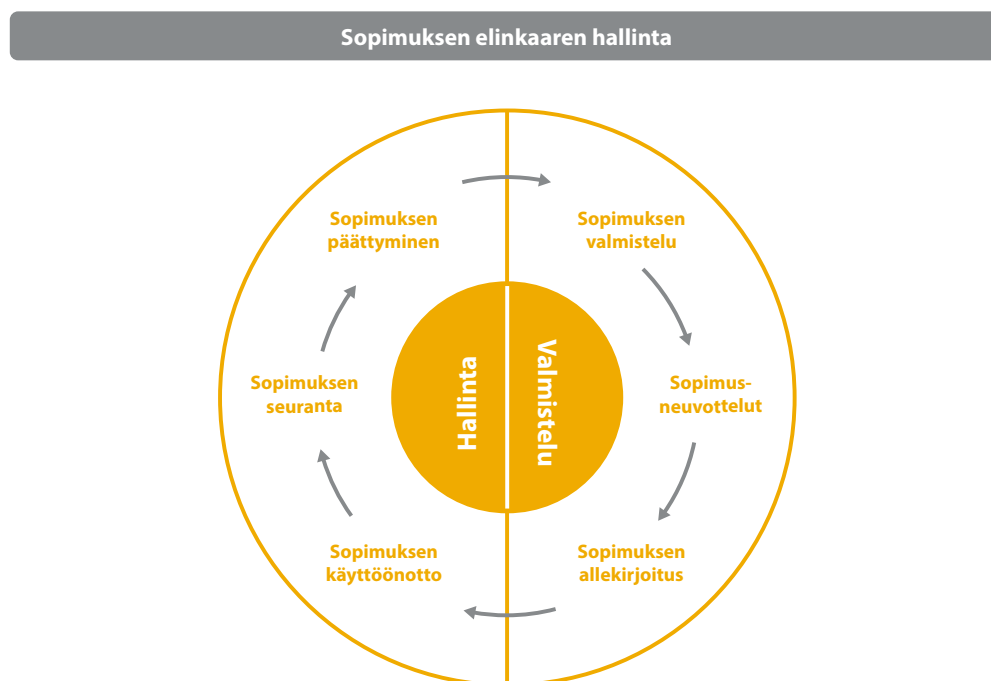 Sopimuksen elinkaaren hallinta
Sopimuksen
päättyminen
Sopimuksen
valmistelu
Sopimuksen
seuranta
Hallinta
Valmistelu
Sopimus-
neuvottelut
Sopimuksen
käyttöönotto
Sopimuksen
allekirjoitus